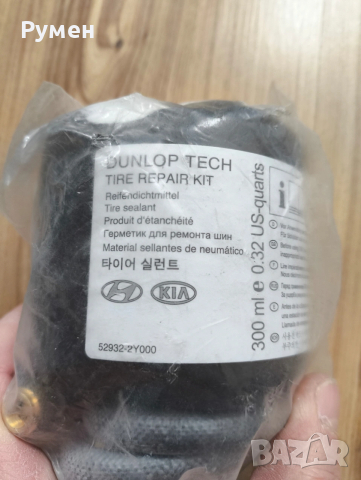 Румен
DUNLOP TECH
TIRE REPAIR KIT
Reifendichtmittel
Tire sealant
Produit d'étanchéité
Герметик для ремонта шин
Material sellantes de neumático
타이어 실런트
KIA
52932-2Y000
300 ml e 0.32 US-quarts
BAZAR